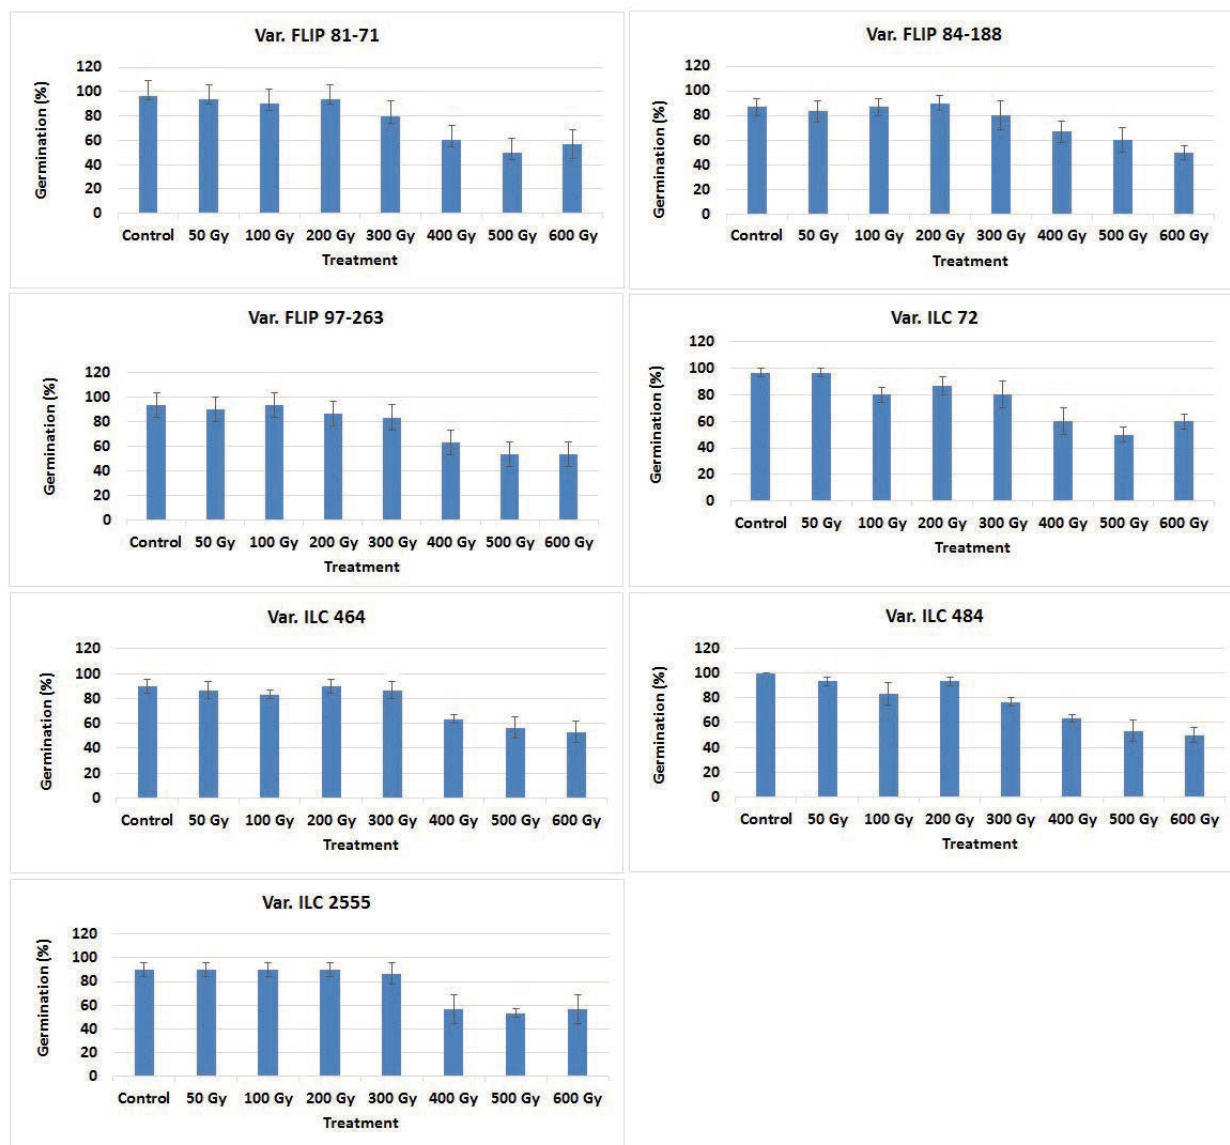 Var. FLIP 81-71
Germination (%)
120
100
80
60
40
20
0
Control 50 Gy 100 Gy 200 Gy 300 Gy 400 Gy 500 Gy 600 Gy
Treatment
Var. FLIP 84-188
Germination (%)
120
100
80
60
40
20
0
Control 50 Gy 100 Gy 200 Gy 300 Gy 400 Gy 500 Gy 600 Gy
Treatment
Var. FLIP 97-263
Germination (%)
120
100
80
60
40
20
0
Control 50 Gy 100 Gy 200 Gy 300 Gy 400 Gy 500 Gy 600 Gy
Treatment
Var. ILC 72
Germination (%)
120
100
80
60
40
20
0
Control 50 Gy 100 Gy 200 Gy 300 Gy 400 Gy 500 Gy 600 Gy
Treatment
Var. ILC 464
Germination (%)
120
100
80
60
40
20
0
Control 50 Gy 100 Gy 200 Gy 300 Gy 400 Gy 500 Gy 600 Gy
Treatment
Var. ILC 484
Germination (%)
120
100
80
60
40
20
0
Control 50 Gy 100 Gy 200 Gy 300 Gy 400 Gy 500 Gy 600 Gy
Treatment
Var. ILC 2555
Germination (%)
120
100
80
60
40
20
0
Control 50 Gy 100 Gy 200 Gy 300 Gy 400 Gy 500 Gy 600 Gy
Treatment